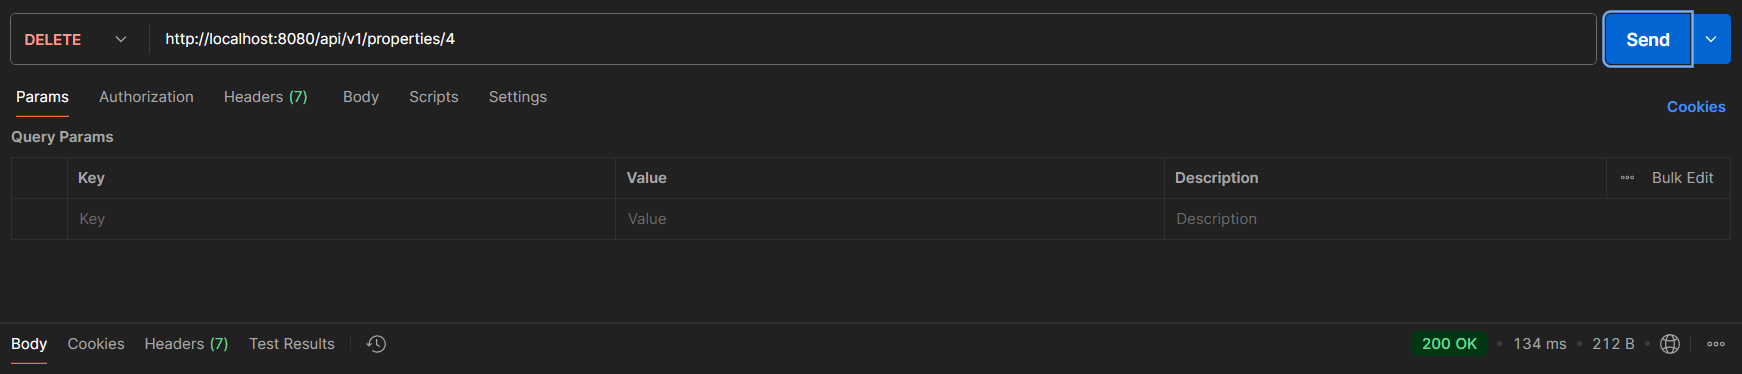 DELETE http://localhost:8080/api/v1/properties/4 Send
Params Authorization Headers (7) Body Scripts Settings Cookies
Query Params
Key Value Description Bulk Edit
Key Value Description
Body Cookies Headers (7) Test Results 200 OK • 134 ms • 212 B •